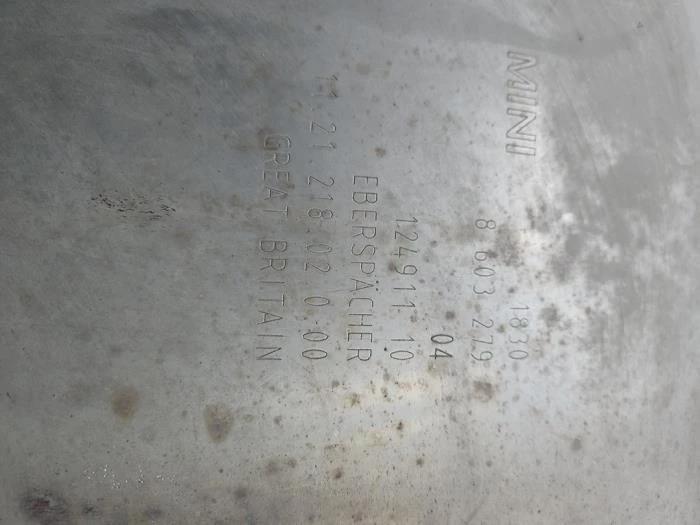 MINI
1830
8 603 279
04
124911 10
EBERSPÄCHER
11.21.218.02 0.00
GREAT BRITAIN